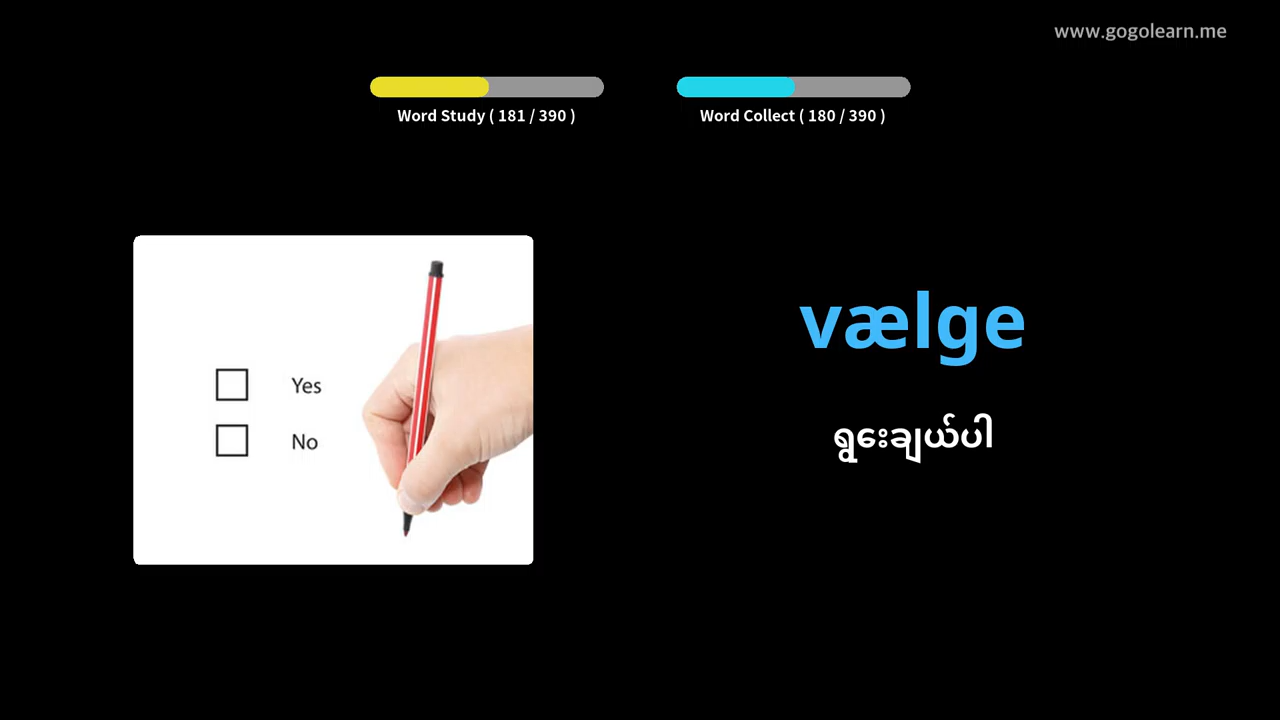 www.gogolearn.me
Word Study ( 181 / 390 )
Word Collect ( 180 / 390 )
Yes
No
vælge
ရွေးချယ်ပါ